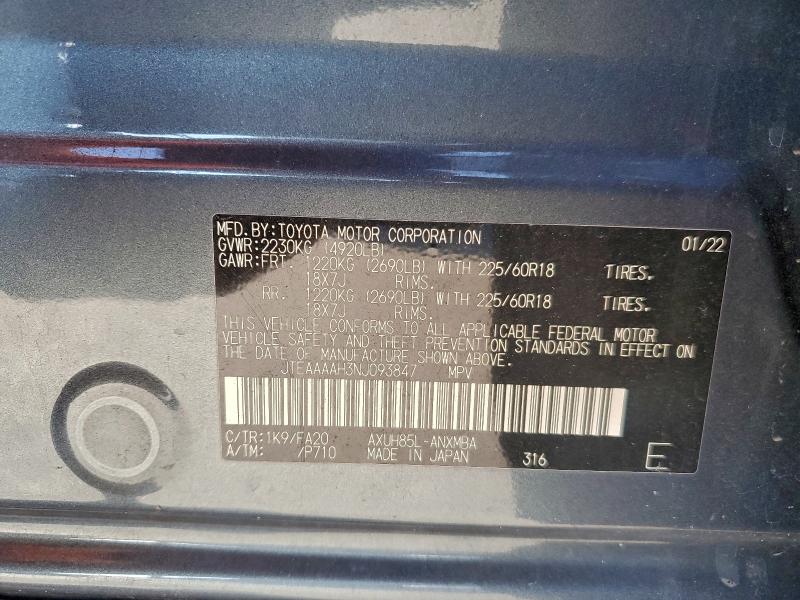 MFD.BY:TOYOTA MOTOR CORPORATION 01/22
GVWR:2230KG (4920LB)
GAWR:FRT. 1220KG (2690LB) WITH 225/60R18 TIRES.
18X7J RIMS.
RR. 1220KG (2690LB) WITH 225/60R18 TIRES.
18X7J RIMS.
THIS VEHICLE CONFORMS TO ALL APPLICABLE FEDERAL MOTOR
VEHICLE SAFETY AND THEFT PREVENTION STANDARDS IN EFFECT ON
THE DATE OF MANUFACTURE SHOWN ABOVE.
JTEAAAAH3NJ093847 MPV
C/TR:1K9/FA20 AXUH85L-ANXMBA
A/TM: /P710 MADE IN JAPAN 316 E